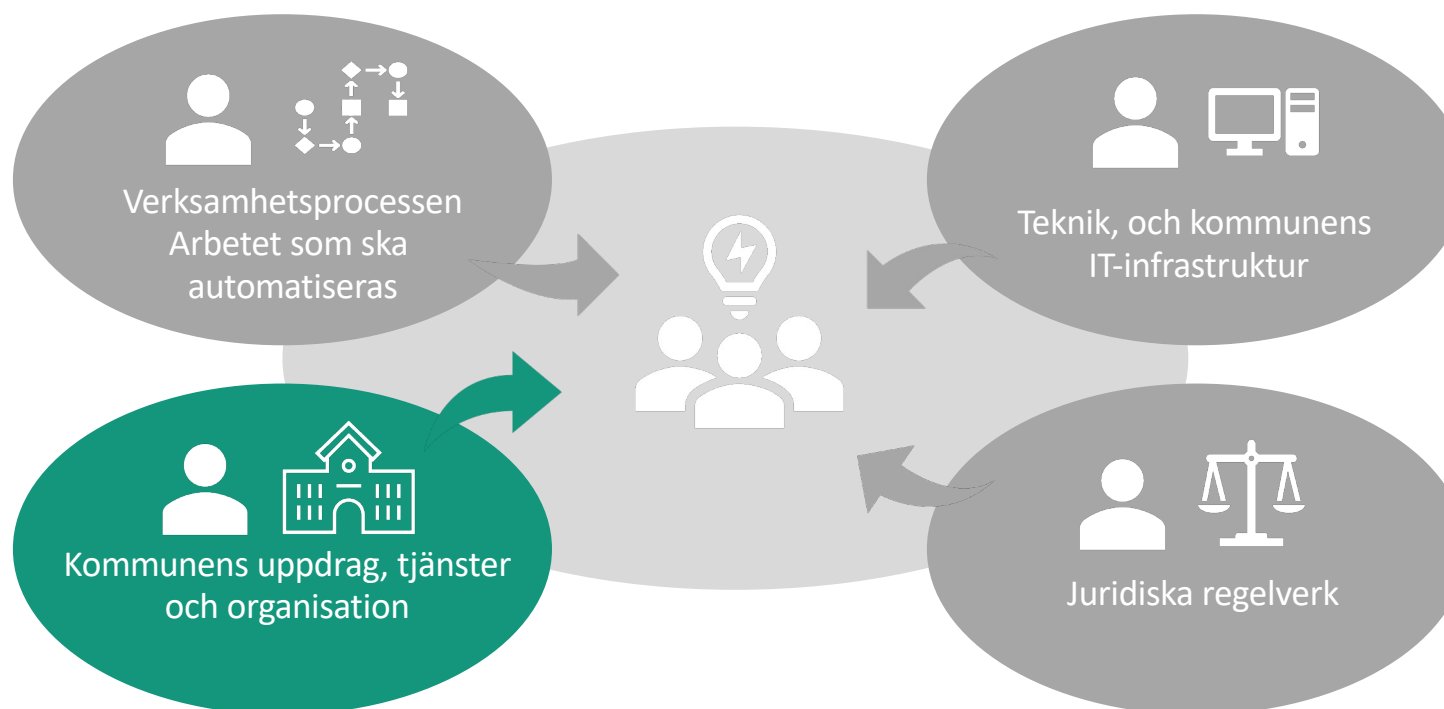 Verksamhetsprocessen
Arbetet som ska
automatiseras
Teknik, och kommunens
IT-infrastruktur
Kommunens uppdrag, tjänster
och organisation
Juridiska regelverk